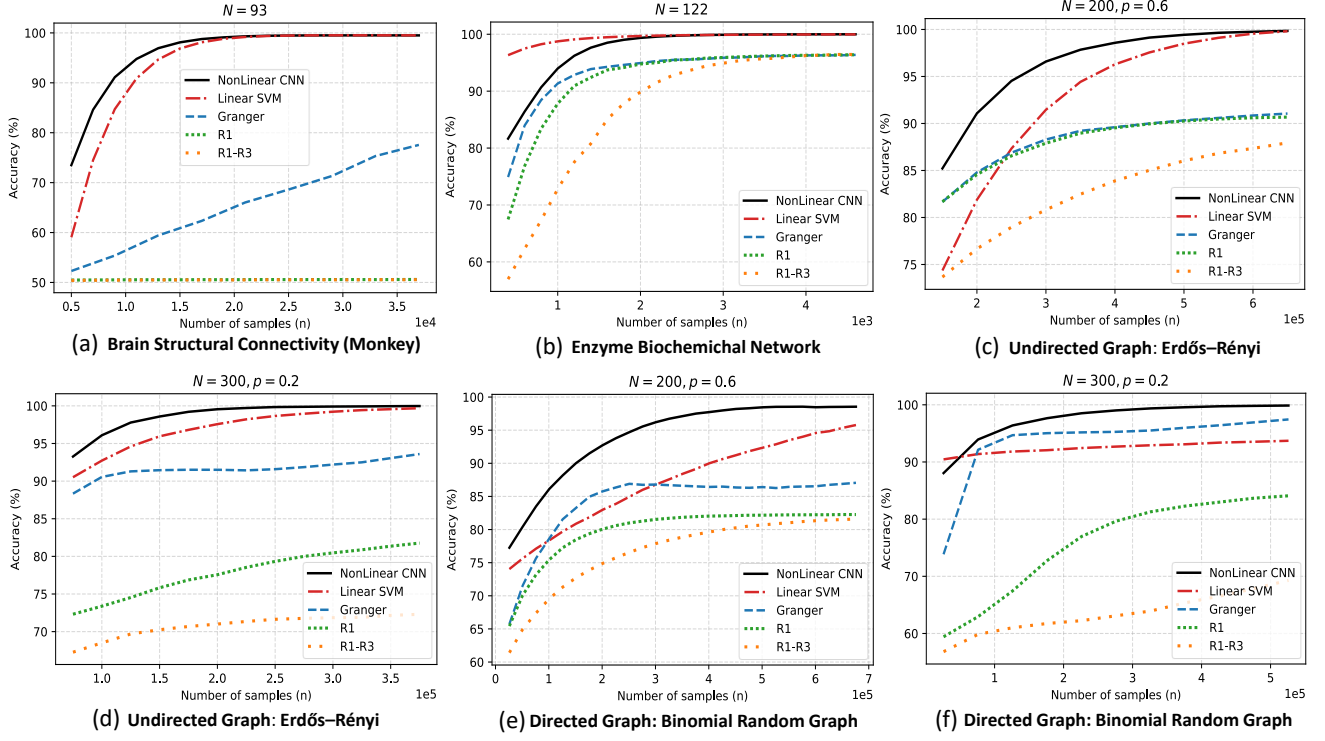 N = 93
Accuracy (%)
100
90
80
70
60
50
NonLinear CNN
Linear SVM
Granger
R1
R1-R3
0.5
1.0
1.5
2.0
2.5
3.0
3.5
1e4
Number of samples (n)
(a) Brain Structural Connectivity (Monkey)
N = 122
Accuracy (%)
100
90
80
70
60
NonLinear CNN
Linear SVM
Granger
R1
R1-R3
1
2
3
4
1e3
Number of samples (n)
(b) Enzyme Biochemichal Network
N = 200, p = 0.6
Accuracy (%)
100
95
90
85
80
75
NonLinear CNN
Linear SVM
Granger
R1
R1-R3
2
3
4
5
6
1e5
Number of samples (n)
(c) Undirected Graph: Erdős–Rényi
N = 300, p = 0.2
Accuracy (%)
100
95
90
85
80
75
70
NonLinear CNN
Linear SVM
Granger
R1
R1-R3
1.0
1.5
2.0
2.5
3.0
3.5
1e5
Number of samples (n)
(d) Undirected Graph: Erdős–Rényi
N = 200, p = 0.6
Accuracy (%)
100
95
90
85
80
75
70
65
60
NonLinear CNN
Linear SVM
Granger
R1
R1-R3
0
1
2
3
4
5
6
7
1e5
Number of samples (n)
(e) Directed Graph: Binomial Random Graph
N = 300, p = 0.2
Accuracy (%)
100
90
80
70
60
NonLinear CNN
Linear SVM
Granger
R1
R1-R3
1
2
3
4
5
1e5
Number of samples (n)
(f) Directed Graph: Binomial Random Graph